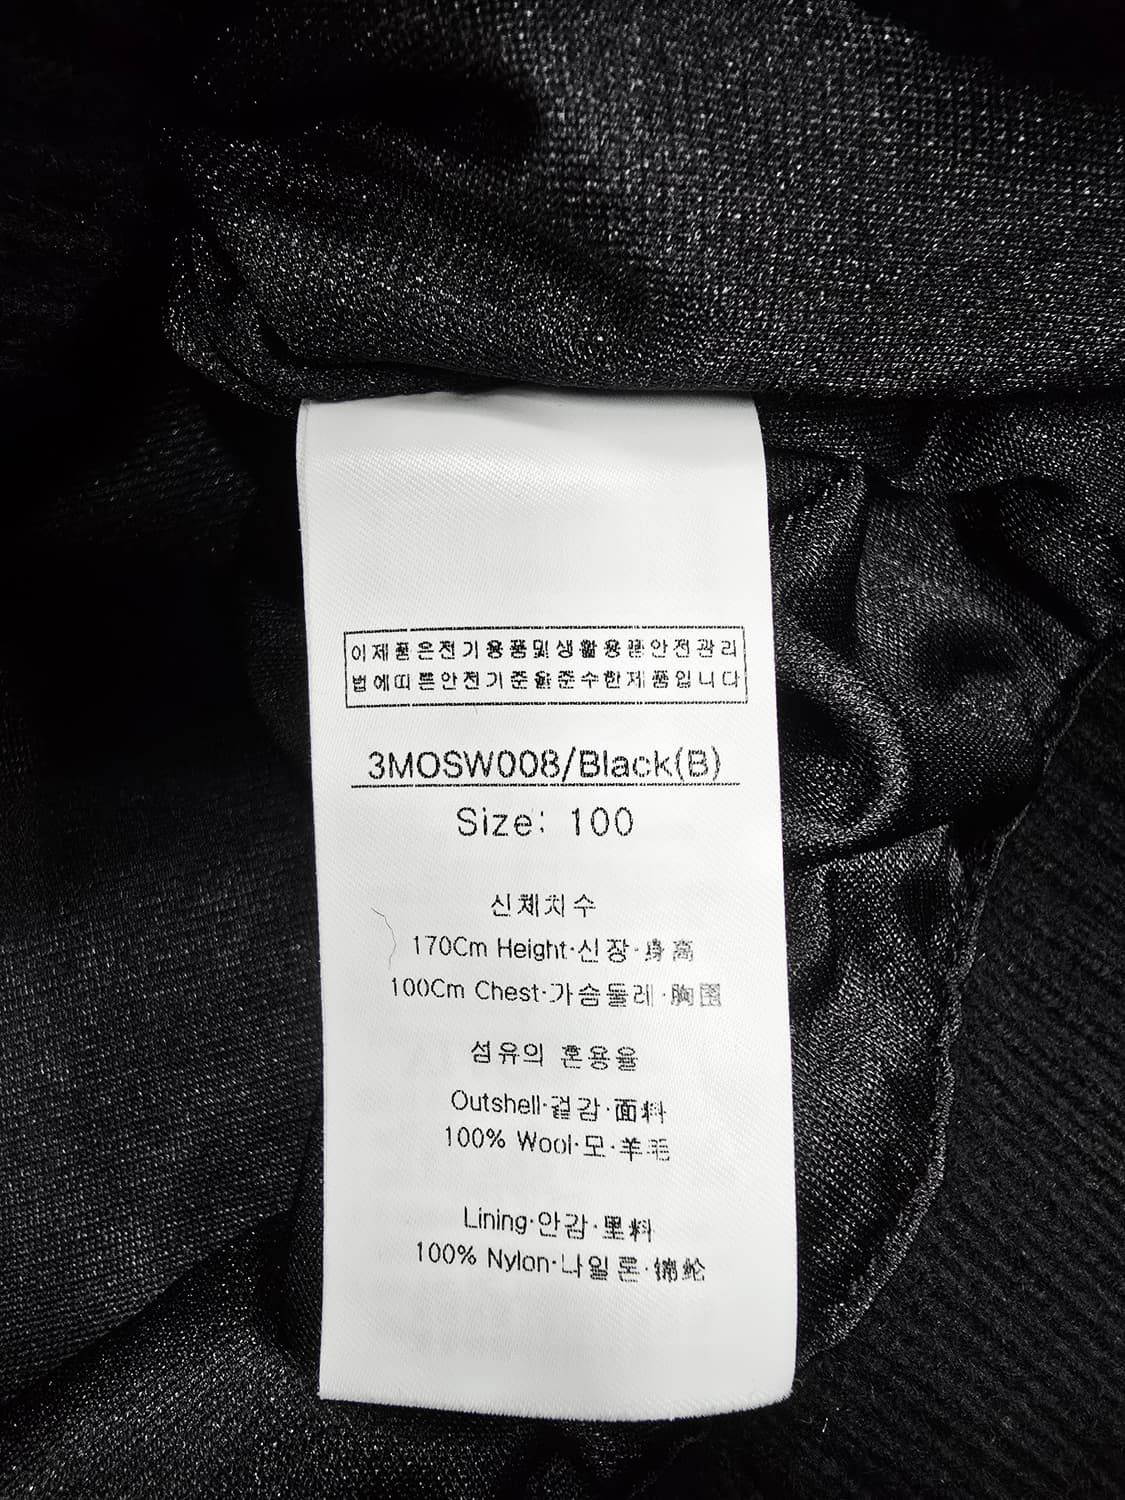 이제품은전기용품및생활용품안전관리
법에따른안전기준을준수한제품입니다
3MOSW008/Black(B)
Size: 100
신체치수
170Cm Height·신장·身高
100Cm Chest·가슴둘레·胸围
섬유의 혼용율
Outshell·겉감·面料
100% Wool·모·羊毛
Lining·안감·里料
100% Nylon·나일론·锦纶